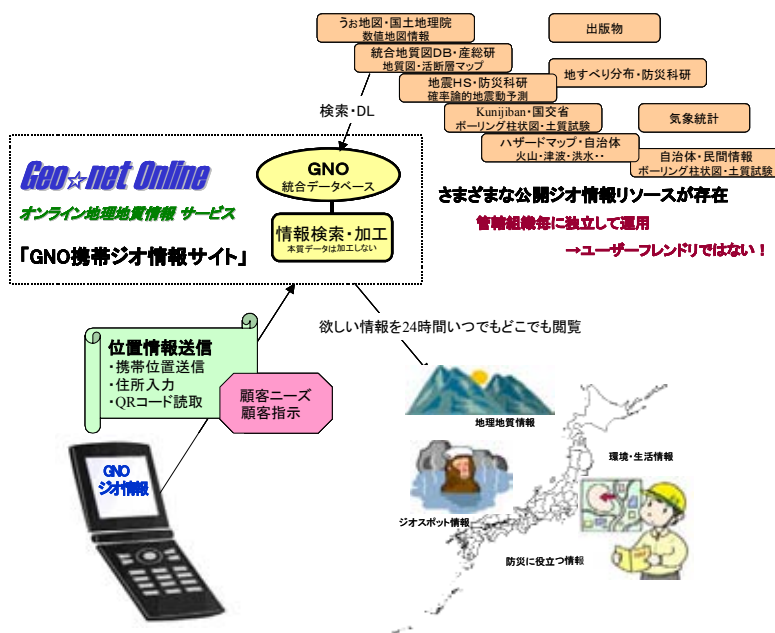 うぉ地図・国土地理院
数値地図情報
出版物
統合地質図DB・産総研
地質図・活断層マップ
地すべり分布・防災科研
地震HS・防災科研
確率論的地震動予測
Kunijiban・国交省
ボーリング柱状図・土質試験
気象統計
ハザードマップ・自治体
火山・津波・洪水・・
自治体・民間情報
ボーリング柱状図・土質試験
検索・DL
Geo☆net Online
オンライン地理地質情報 サービス
「GNO携帯ジオ情報サイト」
GNO
統合データベース
情報検索・加工
本質データは加工しない
さまざまな公開ジオ情報リソースが存在
管轄組織毎に独立して運用
→ユーザーフレンドリではない！
欲しい情報を24時間いつでもどこでも閲覧
位置情報送信
・携帯位置送信
・住所入力
・QRコード読取
顧客ニーズ
顧客指示
GNO
ジオ情報
地理地質情報
環境・生活情報
ジオスポット情報
防災に役立つ情報